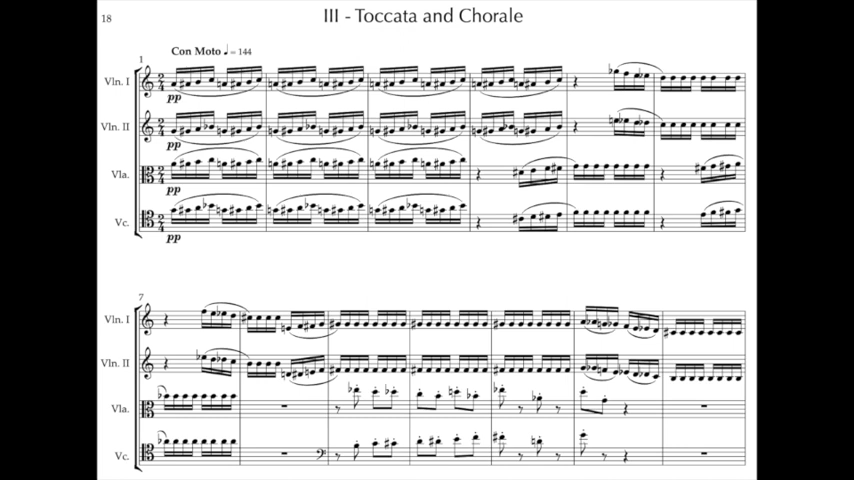 18
III - Toccata and Chorale
Con Moto ♩ = 144
1
Vln. I
pp
Vln. II
pp
Vla.
pp
Vc.
pp
7
Vln. I
Vln. II
Vla.
Vc.